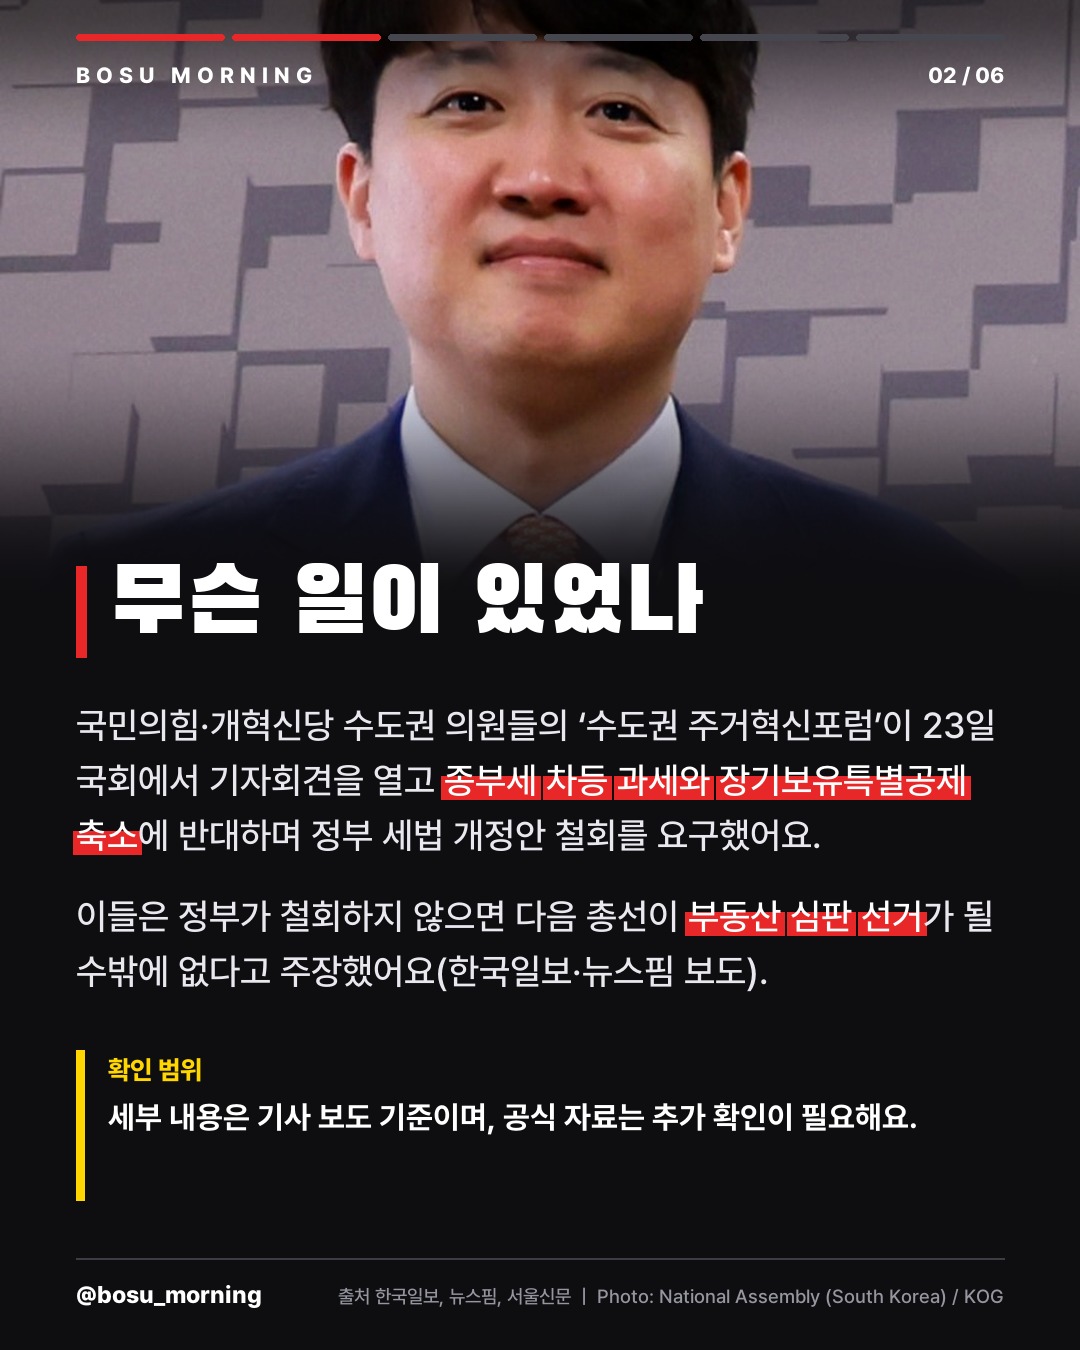 BOSU MORNING
02 / 06
무슨 일이 있었나
국민의힘·개혁신당 수도권 의원들의 ‘수도권 주거혁신포럼’이 23일
국회에서 기자회견을 열고 종부세 차등 과세와 장기보유특별공제
축소에 반대하며 정부 세법 개정안 철회를 요구했어요.
이들은 정부가 철회하지 않으면 다음 총선이 부동산 심판 선거가 될
수밖에 없다고 주장했어요(한국일보·뉴스핌 보도).
확인 범위
세부 내용은 기사 보도 기준이며, 공식 자료는 추가 확인이 필요해요.
@bosu_morning
출처 한국일보, 뉴스핌, 서울신문 | Photo: National Assembly (South Korea) / KOG